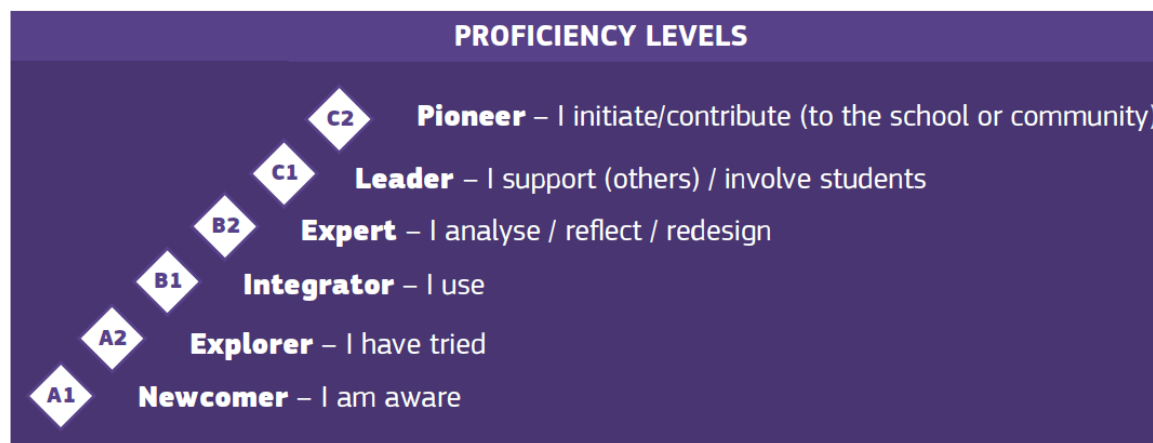 PROFICIENCY LEVELS
C2 Pioneer – I initiate/contribute (to the school or community)
C1 Leader – I support (others) / involve students
B2 Expert – I analyse / reflect / redesign
B1 Integrator – I use
A2 Explorer – I have tried
A1 Newcomer – I am aware